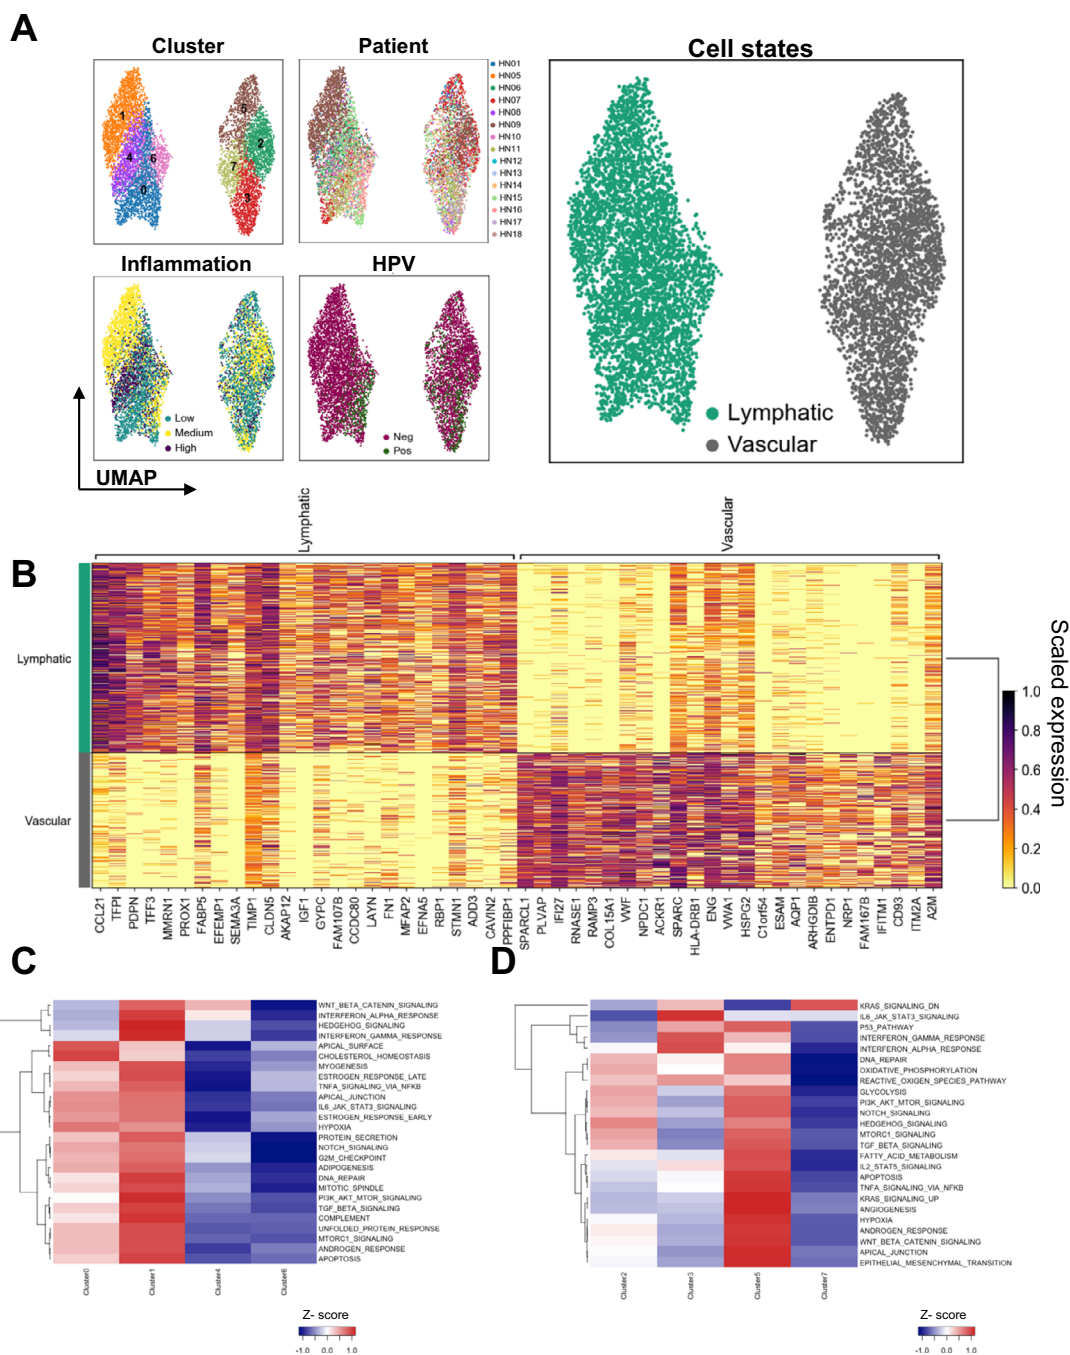 A
Cluster
Patient
Cell states
1
4
6
0
5
2
7
3
HN01
HN05
HN06
HN07
HN08
HN09
HN10
HN11
HN12
HN13
HN14
HN15
HN16
HN17
HN18
Inflammation
HPV
Low
Medium
High
Neg
Pos
Lymphatic
Vascular
UMAP
Lymphatic
Vascular
B
Lymphatic
Vascular
Scaled expression
1.0
0.8
0.6
0.4
0.2
0.0
CCL21
TFPI
PDPN
TFF3
MMRN1
PROX1
FABP5
EFEMP1
SEMA3A
TIMP1
CLDN5
AKAP12
IGF1
GYPC
FAM107B
CCDC80
LAYN
FN1
MFAP2
EFNA5
RBP1
STMN1
ADD3
CAVIN2
PPFIBP1
SPARCL1
PLVAP
IFI27
RNASE1
RAMP3
COL15A1
VWF
NPDC1
ACKR1
SPARC
HLA-DRB1
ENG
VWA1
HSPG2
C1orf54
ESAM
AQP1
ARHGDIB
ENTPD1
NRP1
FAM167B
IFITM1
CD93
ITM2A
A2M
C
WNT_BETA_CATENIN_SIGNALING
INTERFERON_ALPHA_RESPONSE
HEDGEHOG_SIGNALING
INTERFERON_GAMMA_RESPONSE
APICAL_SURFACE
CHOLESTEROL_HOMEOSTASIS
MYOGENESIS
ESTROGEN_RESPONSE_LATE
TNFA_SIGNALING_VIA_NFKB
APICAL_JUNCTION
IL6_JAK_STAT3_SIGNALING
ESTROGEN_RESPONSE_EARLY
HYPOXIA
PROTEIN_SECRETION
NOTCH_SIGNALING
G2M_CHECKPOINT
ADIPOGENESIS
DNA_REPAIR
MITOTIC_SPINDLE
PI3K_AKT_MTOR_SIGNALING
TGF_BETA_SIGNALING
COMPLEMENT
UNFOLDED_PROTEIN_RESPONSE
MTORC1_SIGNALING
ANDROGEN_RESPONSE
APOPTOSIS
Cluster0
Cluster1
Cluster4
Cluster6
Z- score
-1.0 0.0 1.0
D
KRAS_SIGNALING_DN
IL6_JAK_STAT3_SIGNALING
P53_PATHWAY
INTERFERON_GAMMA_RESPONSE
INTERFERON_ALPHA_RESPONSE
DNA_REPAIR
OXIDATIVE_PHOSPHORYLATION
REACTIVE_OXIGEN_SPECIES_PATHWAY
GLYCOLYSIS
PI3K_AKT_MTOR_SIGNALING
NOTCH_SIGNALING
HEDGEHOG_SIGNALING
MTORC1_SIGNALING
TGF_BETA_SIGNALING
FATTY_ACID_METABOLISM
IL2_STAT5_SIGNALING
APOPTOSIS
TNFA_SIGNALING_VIA_NFKB
KRAS_SIGNALING_UP
ANGIOGENESIS
HYPOXIA
ANDROGEN_RESPONSE
WNT_BETA_CATENIN_SIGNALING
APICAL_JUNCTION
EPITHELIAL_MESENCHYMAL_TRANSITION
Cluster2
Cluster3
Cluster5
Cluster7
Z- score
-1.0 0.0 1.0